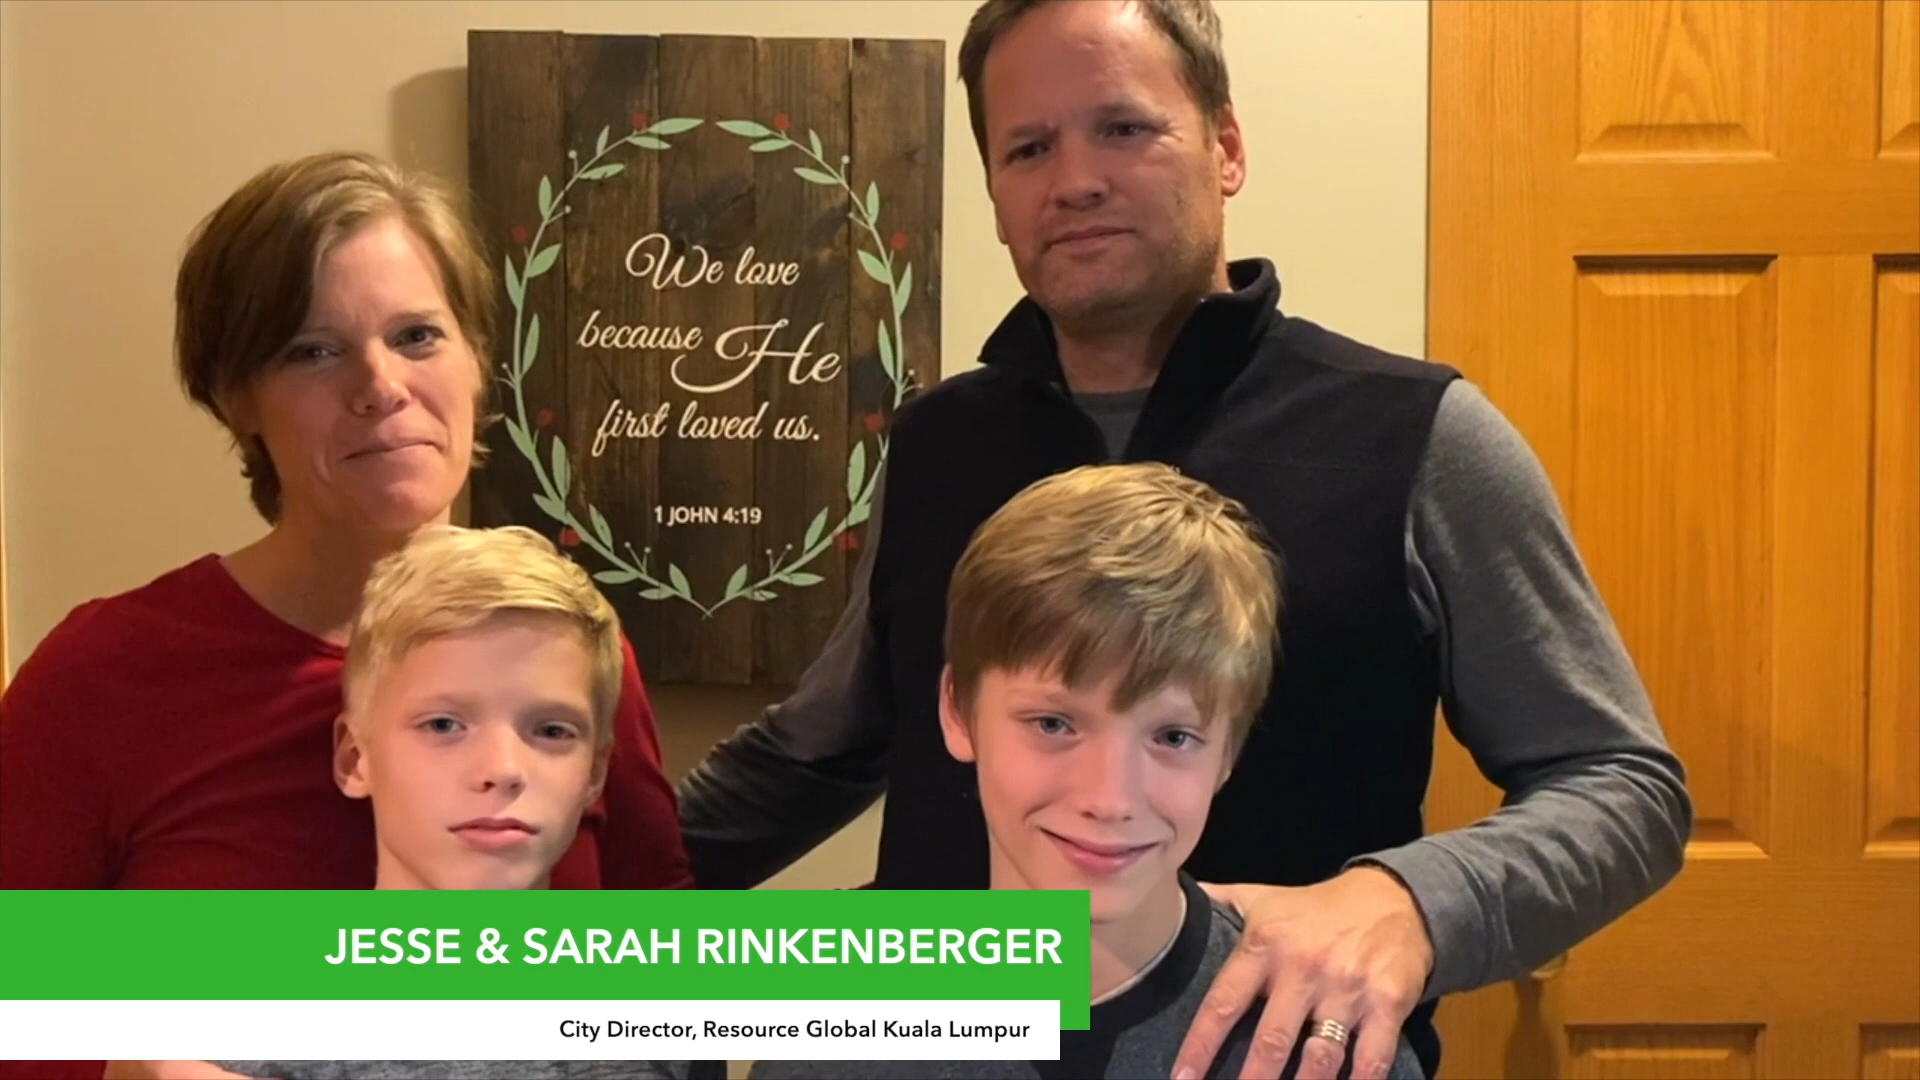 We love
because He
first loved us.
1 JOHN 4:19
JESSE & SARAH RINKENBERGER
City Director, Resource Global Kuala Lumpur